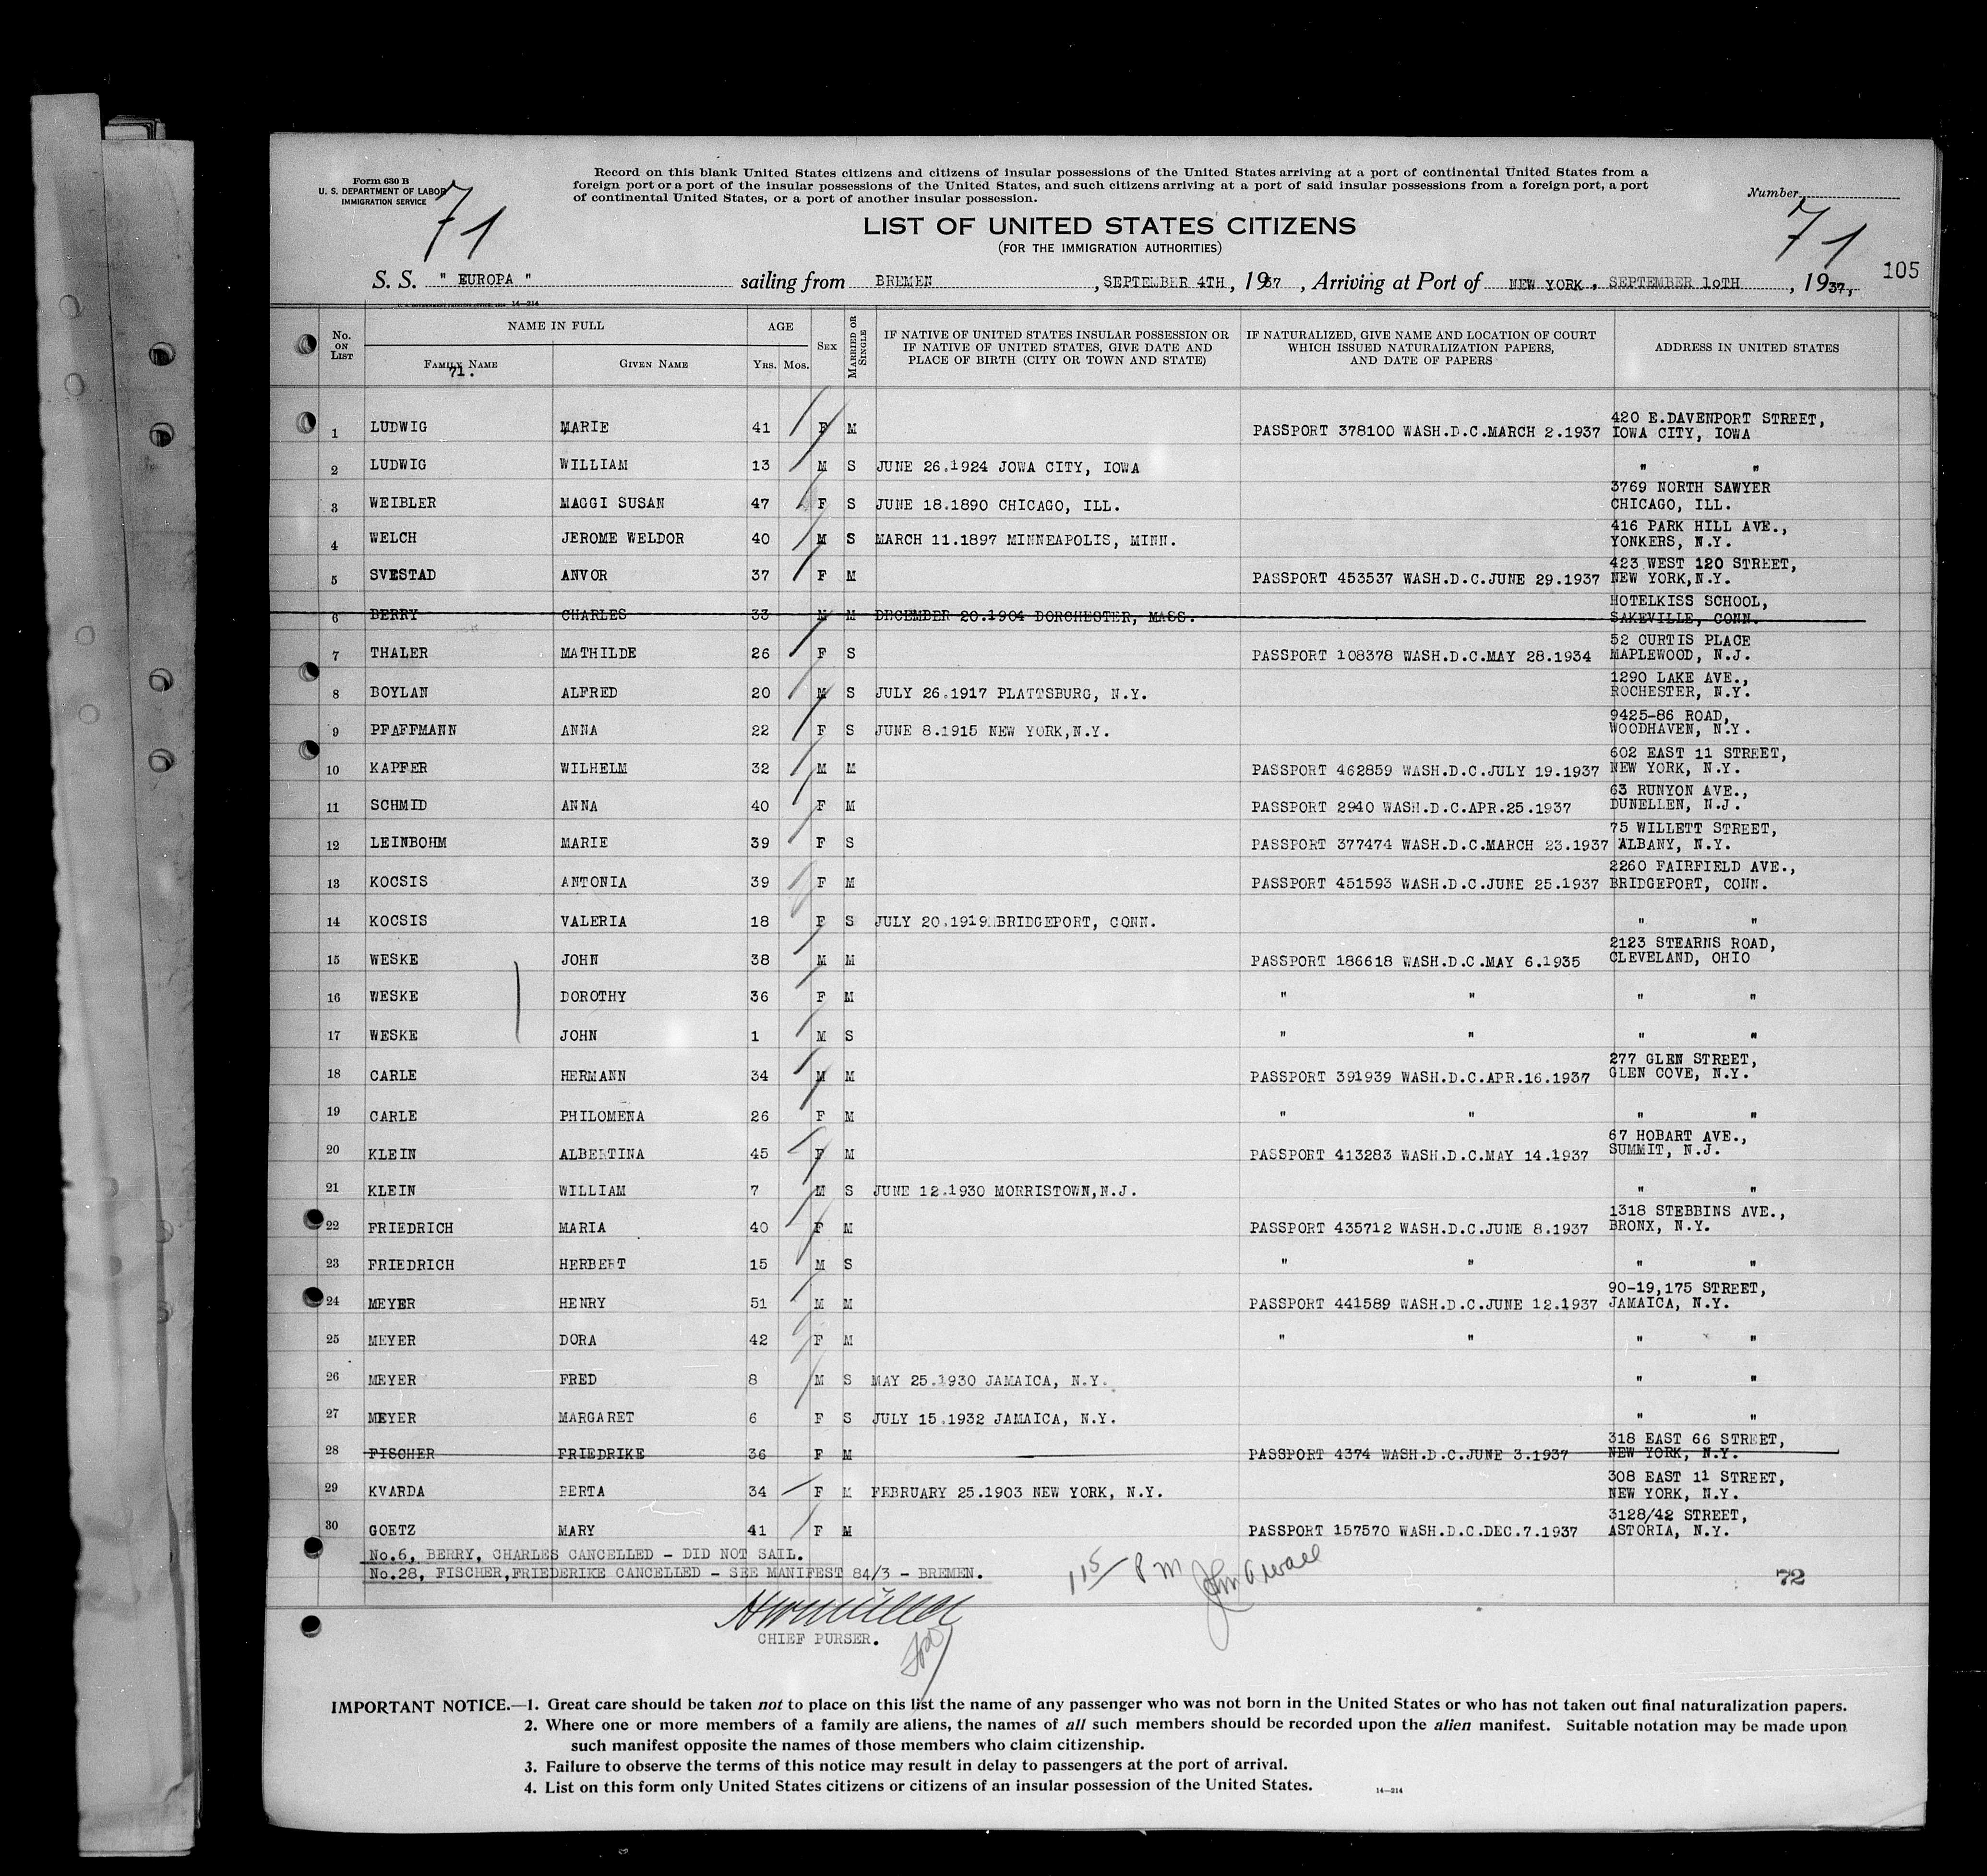 Form 630 B
U. S. DEPARTMENT OF LABOR
IMMIGRATION SERVICE
71
Record on this blank United States citizens and citizens of insular possessions of the United States arriving at a port of continental United States from a
foreign port or a port of the insular possessions of the United States, and such citizens arriving at a port of said insular possessions from a foreign port, a port
of continental United States, or a port of another insular possession.
Number
71
LIST OF UNITED STATES CITIZENS
(FOR THE IMMIGRATION AUTHORITIES)
105
S. S. " EUROPA " sailing from BREMEN , SEPTEMBER 4TH , 1937 , Arriving at Port of NEW YORK , SEPTEMBER 10TH , 1937,
No. ON LIST NAME IN FULL AGE SEX MARRIED OR SINGLE IF NATIVE OF UNITED STATES INSULAR POSSESSION OR IF NATIVE OF UNITED STATES, GIVE DATE AND PLACE OF BIRTH (CITY OR TOWN AND STATE) IF NATURALIZED, GIVE NAME AND LOCATION OF COURT WHICH ISSUED NATURALIZATION PAPERS, AND DATE OF PAPERS ADDRESS IN UNITED STATES
FAMILY NAME GIVEN NAME YRS. MOS.
71.
1 LUDWIG MARIE 41 F M PASSPORT 378100 WASH.D.C.MARCH 2.1937 420 E.DAVENPORT STREET, IOWA CITY, IOWA
2 LUDWIG WILLIAM 13 M S JUNE 26.1924 JOWA CITY, IOWA " "
3 WEIBLER MAGGI SUSAN 47 F S JUNE 18.1890 CHICAGO, ILL. 3769 NORTH SAWYER CHICAGO, ILL.
4 WELCH JEROME WELDOR 40 M S MARCH 11.1897 MINNEAPOLIS, MINN. 416 PARK HILL AVE., YONKERS, N.Y.
5 SVESTAD ANVOR 37 F M PASSPORT 453537 WASH.D.C.JUNE 29.1937 423 WEST 120 STREET, NEW YORK,N.Y.
6 BERRY CHARLES 33 M M DECEMBER 20.1904 DORCHESTER, MASS. HOTELKISS SCHOOL, SAKEVILLE, CONN.
7 THALER MATHILDE 26 F S PASSPORT 108378 WASH.D.C.MAY 28.1934 52 CURTIS PLACE MAPLEWOOD, N.J.
8 BOYLAN ALFRED 20 M S JULY 26.1917 PLATTSBURG, N.Y. 1290 LAKE AVE., ROCHESTER, N.Y.
9 PFAFFMANN ANNA 22 F S JUNE 8.1915 NEW YORK,N.Y. 9425-86 ROAD, WOODHAVEN, N.Y.
10 KAPFER WILHELM 32 M M PASSPORT 462859 WASH.D.C.JULY 19.1937 602 EAST 11 STREET, NEW YORK, N.Y.
11 SCHMID ANNA 40 F M PASSPORT 2940 WASH.D.C.APR.25.1937 63 RUNYON AVE., DUNELLEN, N.J.
12 LEINBOHM MARIE 39 F S PASSPORT 377474 WASH.D.C.MARCH 23.1937 75 WILLETT STREET, ALBANY, N.Y.
13 KOCSIS ANTONIA 39 F M PASSPORT 451593 WASH.D.C.JUNE 25.1937 2260 FAIRFIELD AVE., BRIDGEPORT, CONN.
14 KOCSIS VALERIA 18 F S JULY 20.1919 BRIDGEPORT, CONN. " "
15 WESKE JOHN 38 M M PASSPORT 186618 WASH.D.C.MAY 6.1935 2123 STEARNS ROAD, CLEVELAND, OHIO
16 WESKE DOROTHY 36 F M " " " "
17 WESKE JOHN 1 M S " " " "
18 CARLE HERMANN 34 M M PASSPORT 391939 WASH.D.C.APR.16.1937 277 GLEN STREET, GLEN COVE, N.Y.
19 CARLE PHILOMENA 26 F M " " " "
20 KLEIN ALBERTINA 45 F M PASSPORT 413283 WASH.D.C.MAY 14.1937 67 HOBART AVE., SUMMIT, N.J.
21 KLEIN WILLIAM 7 M S JUNE 12.1930 MORRISTOWN,N.J. " "
22 FRIEDRICH MARIA 40 F M PASSPORT 435712 WASH.D.C.JUNE 8.1937 1318 STEBBINS AVE., BRONX, N.Y.
23 FRIEDRICH HERBERT 15 M S " " " "
24 MEYER HENRY 51 M M PASSPORT 441589 WASH.D.C.JUNE 12.1937 90-19,175 STREET, JAMAICA, N.Y.
25 MEYER DORA 42 F M " " " "
26 MEYER FRED 8 M S MAY 25.1930 JAMAICA, N.Y. " "
27 MEYER MARGARET 6 F S JULY 15.1932 JAMAICA, N.Y. " "
28 FISCHER FRIEDRIKE 36 F M PASSPORT 4374 WASH.D.C.JUNE 3.1937 318 EAST 66 STREET, NEW YORK, N.Y.
29 KVARDA BERTA 34 F M FEBRUARY 25.1903 NEW YORK, N.Y. 308 EAST 11 STREET, NEW YORK, N.Y.
30 GOETZ MARY 41 F M PASSPORT 157570 WASH.D.C.DEC.7.1937 3128/42 STREET, ASTORIA, N.Y.
No.6, BERRY, CHARLES CANCELLED - DID NOT SAIL.
No.28, FISCHER,FRIEDERIKE CANCELLED - SEE MANIFEST 84/3 - BREMEN.
115 P M John
72
CHIEF PURSER.
IMPORTANT NOTICE.—1. Great care should be taken not to place on this list the name of any passenger who was not born in the United States or who has not taken out final naturalization papers.
2. Where one or more members of a family are aliens, the names of all such members should be recorded upon the alien manifest. Suitable notation may be made upon
such manifest opposite the names of those members who claim citizenship.
3. Failure to observe the terms of this notice may result in delay to passengers at the port of arrival.
4. List on this form only United States citizens or citizens of an insular possession of the United States.
14—214